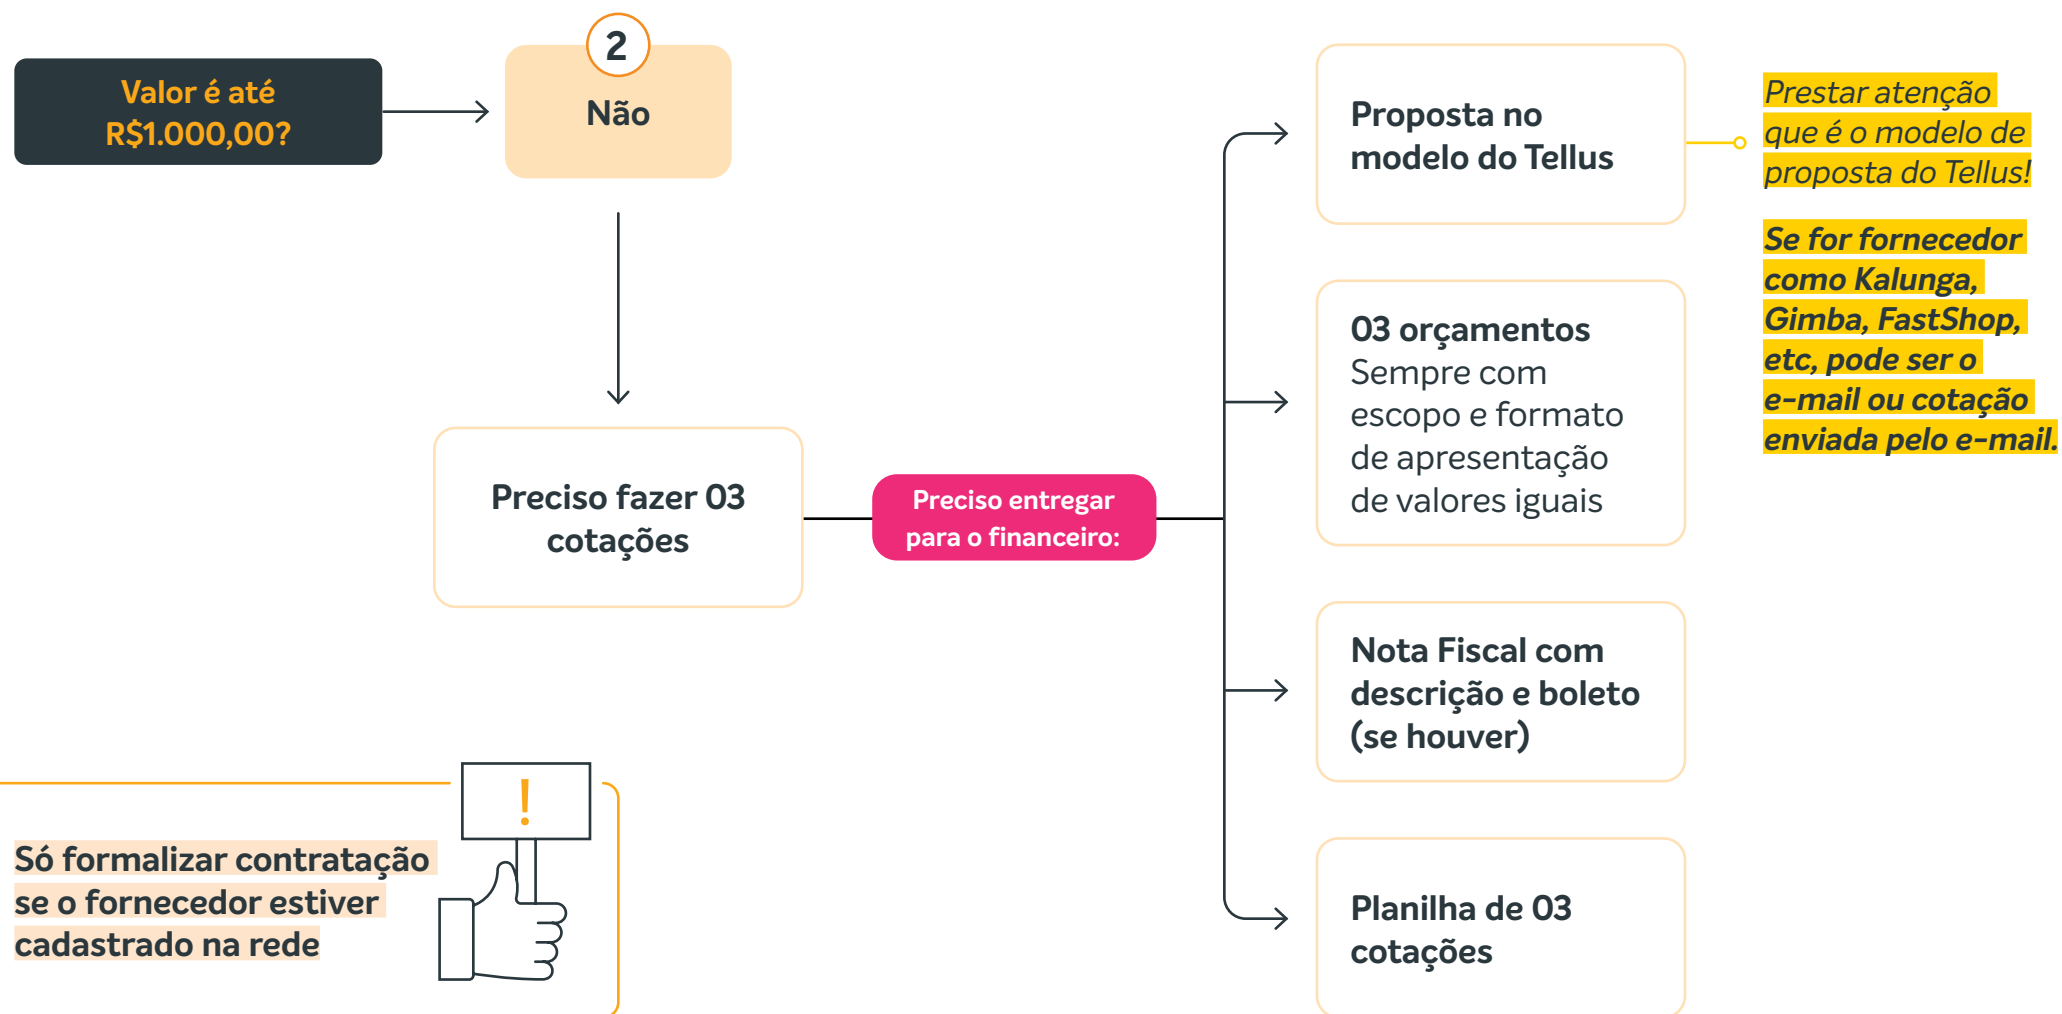 Valor é até
R$1.000,00?
2
Não
Preciso fazer 03
cotações
Preciso entregar
para o financeiro:
Proposta no
modelo do Tellus
Prestar atenção
que é o modelo de
proposta do Tellus!
Se for fornecedor
como Kalunga,
Gimba, FastShop,
etc, pode ser o
e-mail ou cotação
enviada pelo e-mail.
03 orçamentos
Sempre com
escopo e formato
de apresentação
de valores iguais
Nota Fiscal com
descrição e boleto
(se houver)
Planilha de 03
cotações
!
Só formalizar contratação
se o fornecedor estiver
cadastrado na rede